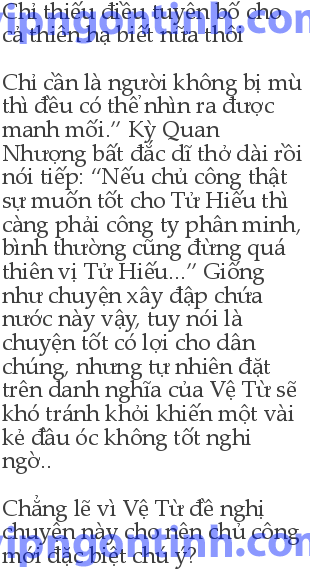 Chỉ thiếu điều tuyên bố cho
cả thiên hạ biết nữa thôi
Chỉ cần là người không bị mù
thì đều có thể nhìn ra được
manh mối.” Kỳ Quan
Nhượng bất đắc dĩ thở dài rồi
nói tiếp: “Nếu chủ công thật
sự muốn tốt cho Tử Hiếu thì
càng phải công tư phân minh,
bình thường cũng đừng quá
thiên vị Tử Hiếu...” Giống
như chuyện xây đập chứa
nước này vậy, tuy nói là
chuyện tốt có lợi cho dân
chúng, nhưng tự nhiên đặt
trên danh nghĩa của Vệ Từ sẽ
khó tránh khỏi khiến một vài
kẻ đầu óc không tốt nghi
ngờ..
Chẳng lẽ vì Vệ Từ đề nghị
chuyện này cho nên chủ công
mới đặc biệt chú ý?
vipngontinh.com
vipngontinh.com